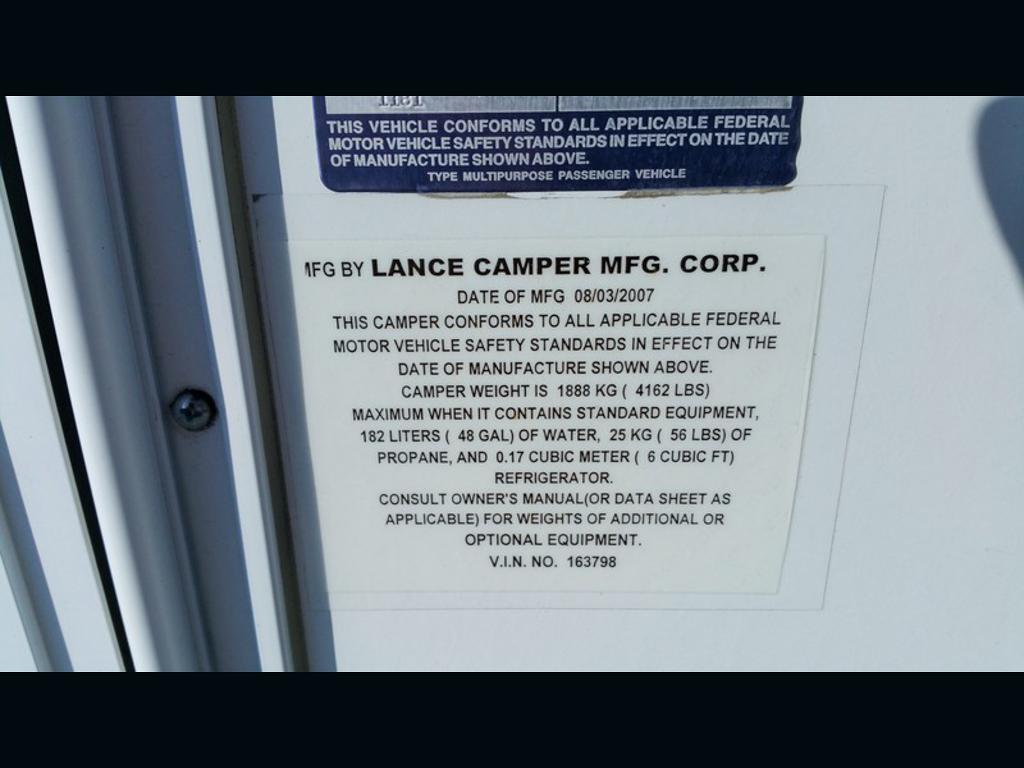 1181
THIS VEHICLE CONFORMS TO ALL APPLICABLE FEDERAL
MOTOR VEHICLE SAFETY STANDARDS IN EFFECT ON THE DATE
OF MANUFACTURE SHOWN ABOVE.
TYPE MULTIPURPOSE PASSENGER VEHICLE
MFG BY LANCE CAMPER MFG. CORP.
DATE OF MFG 08/03/2007
THIS CAMPER CONFORMS TO ALL APPLICABLE FEDERAL
MOTOR VEHICLE SAFETY STANDARDS IN EFFECT ON THE
DATE OF MANUFACTURE SHOWN ABOVE.
CAMPER WEIGHT IS 1888 KG ( 4162 LBS)
MAXIMUM WHEN IT CONTAINS STANDARD EQUIPMENT,
182 LITERS ( 48 GAL) OF WATER, 25 KG ( 56 LBS) OF
PROPANE, AND 0.17 CUBIC METER ( 6 CUBIC FT)
REFRIGERATOR.
CONSULT OWNER'S MANUAL(OR DATA SHEET AS
APPLICABLE) FOR WEIGHTS OF ADDITIONAL OR
OPTIONAL EQUIPMENT.
V.I.N. NO. 163798